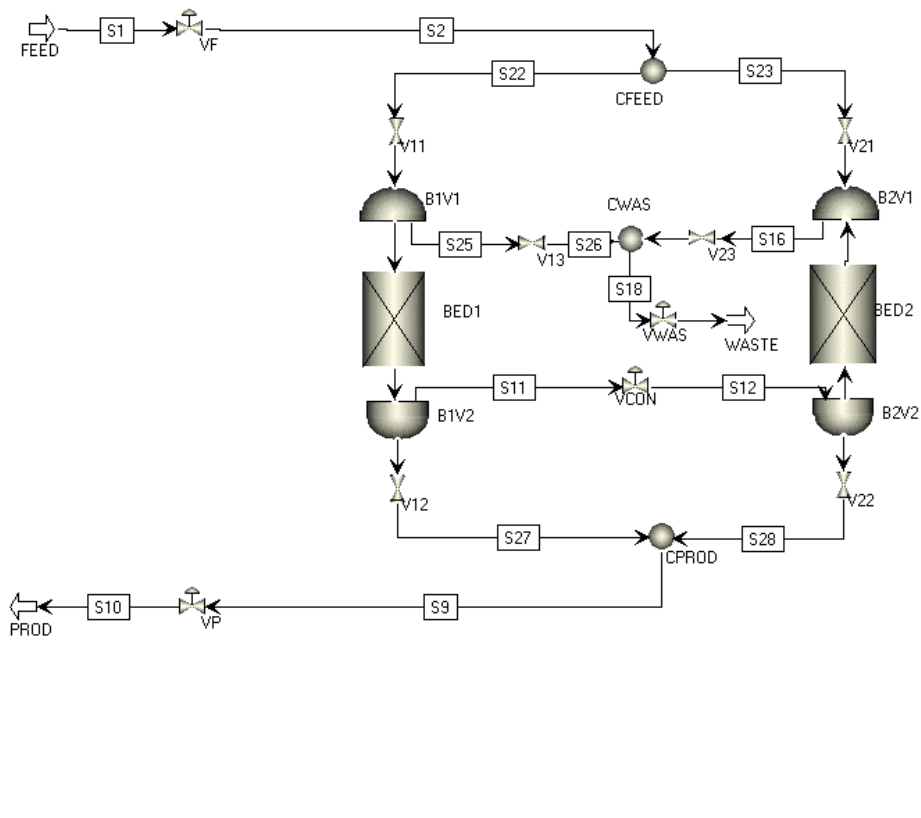 S1
S2
FEED
VF
S22
S23
CFEED
V11
V21
B1V1
CWAS
B2V1
S25
S26
S16
V13
V23
S18
BED1
BED2
VWAS
WASTE
S11
S12
VCON
B1V2
B2V2
V12
V22
S27
S28
CPROD
S10
S9
VP
PROD